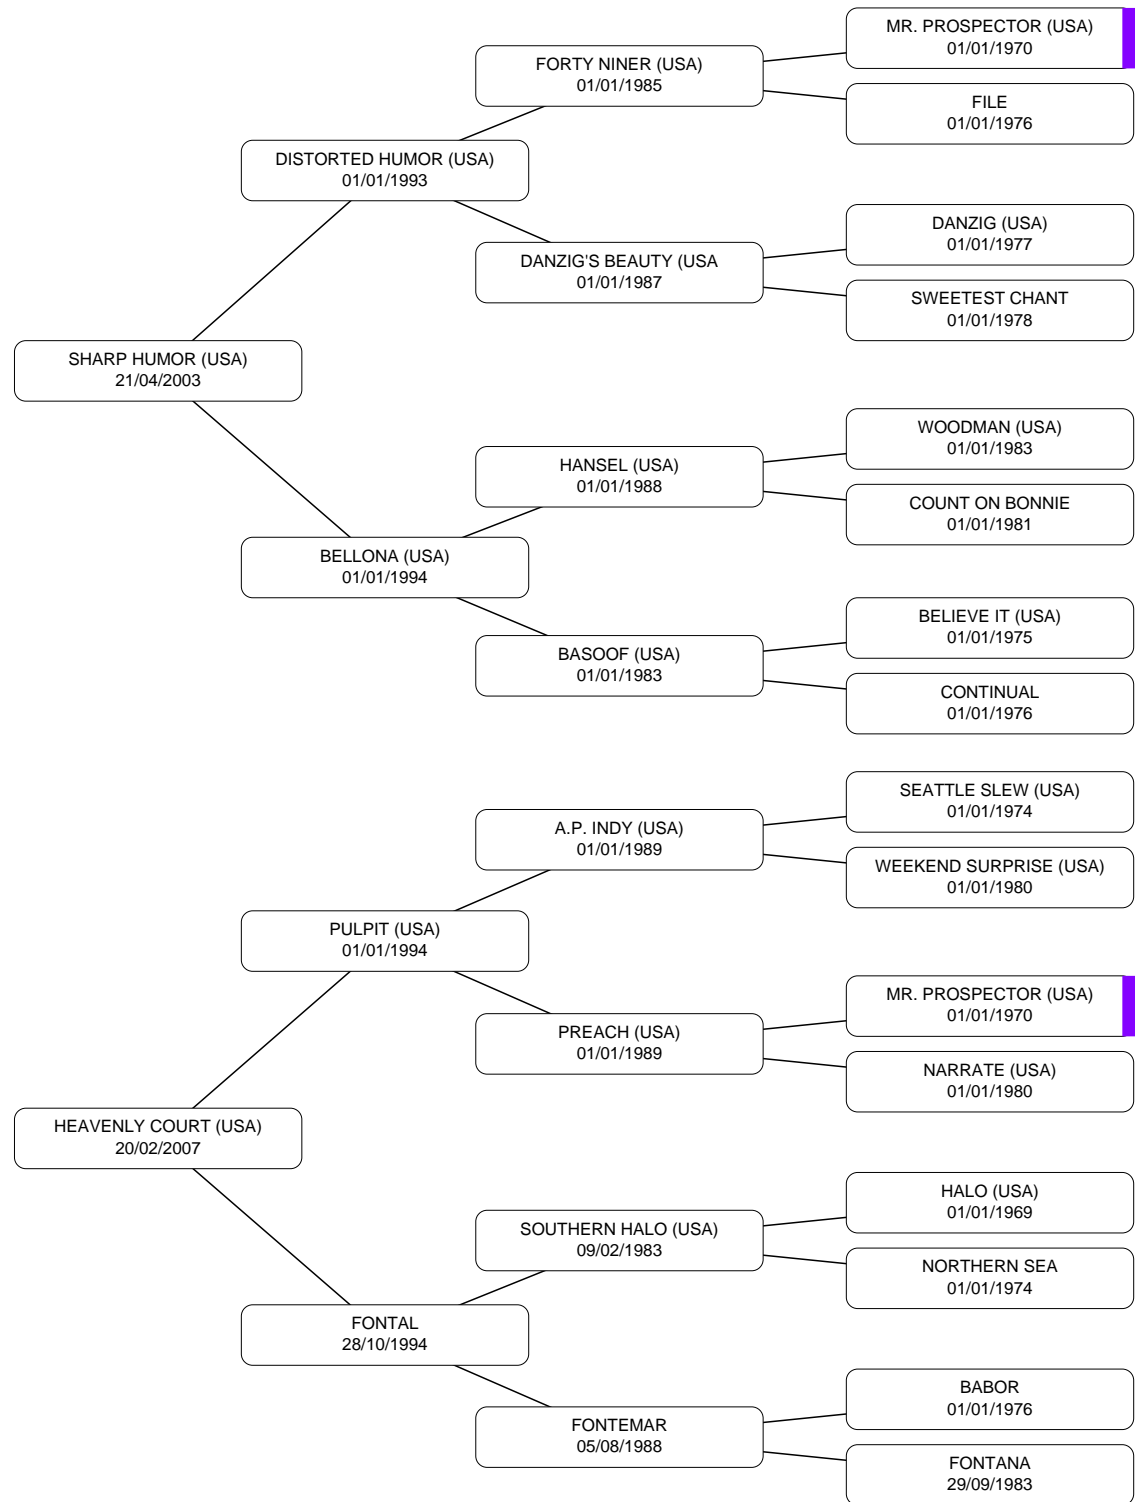 MR. PROSPECTOR (USA)
01/01/1970
FORTY NINER (USA)
01/01/1985
FILE
01/01/1976
DISTORTED HUMOR (USA)
01/01/1993
DANZIG (USA)
01/01/1977
DANZIG'S BEAUTY (USA
01/01/1987
SWEETEST CHANT
01/01/1978
SHARP HUMOR (USA)
21/04/2003
WOODMAN (USA)
01/01/1983
HANSEL (USA)
01/01/1988
COUNT ON BONNIE
01/01/1981
BELLONA (USA)
01/01/1994
BELIEVE IT (USA)
01/01/1975
BASOOF (USA)
01/01/1983
CONTINUAL
01/01/1976
SEATTLE SLEW (USA)
01/01/1974
A.P. INDY (USA)
01/01/1989
WEEKEND SURPRISE (USA)
01/01/1980
PULPIT (USA)
01/01/1994
MR. PROSPECTOR (USA)
01/01/1970
PREACH (USA)
01/01/1989
NARRATE (USA)
01/01/1980
HEAVENLY COURT (USA)
20/02/2007
HALO (USA)
01/01/1969
SOUTHERN HALO (USA)
09/02/1983
NORTHERN SEA
01/01/1974
FONTAL
28/10/1994
BABOR
01/01/1976
FONTEMAR
05/08/1988
FONTANA
29/09/1983